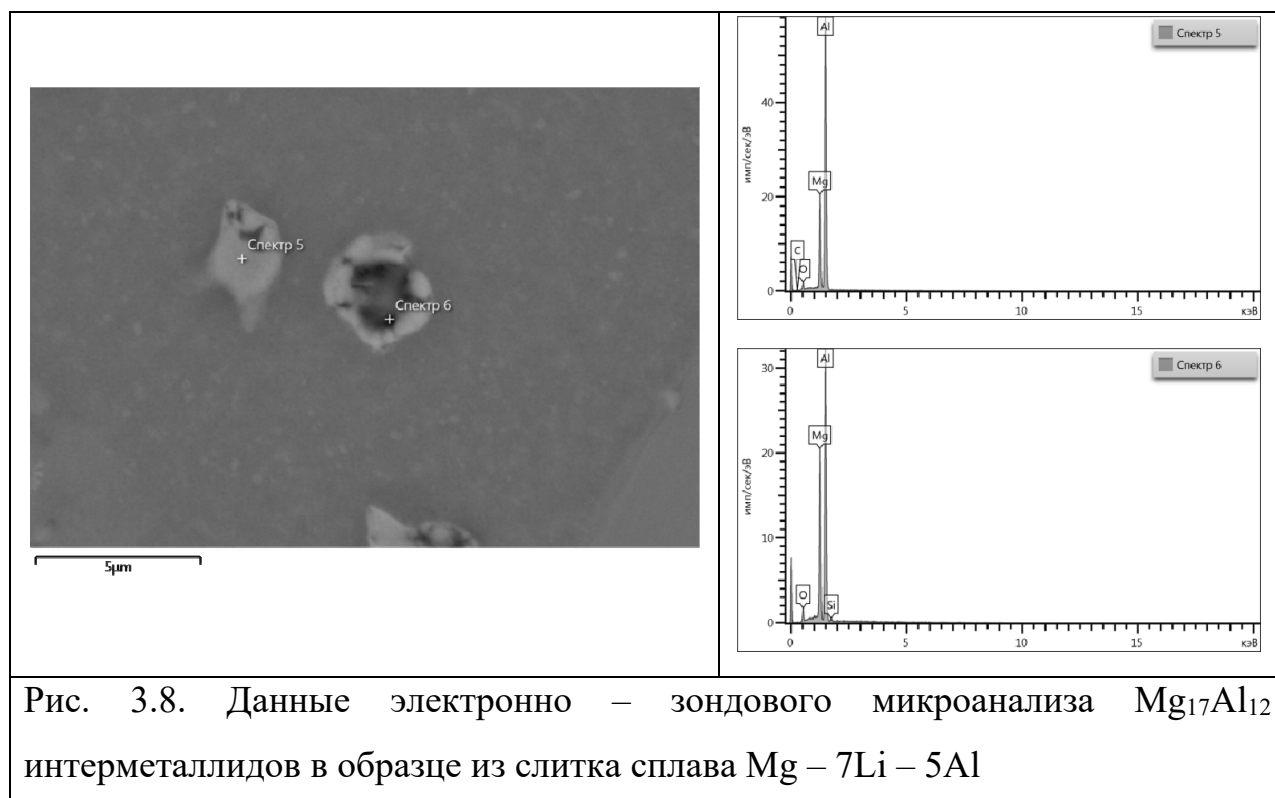 Спектр 5
Спектр 6
5μm
Спектр 5
Al
Mg
C
O
имп/сек/эВ
40
20
0
0
5
10
15
кэВ
Спектр 6
Al
Mg
O
Si
имп/сек/эВ
30
20
10
0
0
5
10
15
кэВ
Рис. 3.8. Данные электронно – зондового микроанализа Mg₁₇Al₁₂
интерметаллидов в образце из слитка сплава Mg – 7Li – 5Al